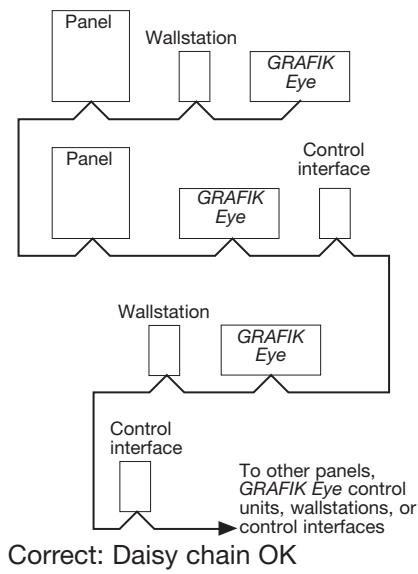 Panel
Wallstation
GRAFIK
Eye
Panel
GRAFIK
Eye
Control
interface
Wallstation
GRAFIK
Eye
Control
interface
To other panels,
GRAFIK Eye control
units, wallstations, or
control interfaces
Correct: Daisy chain OK